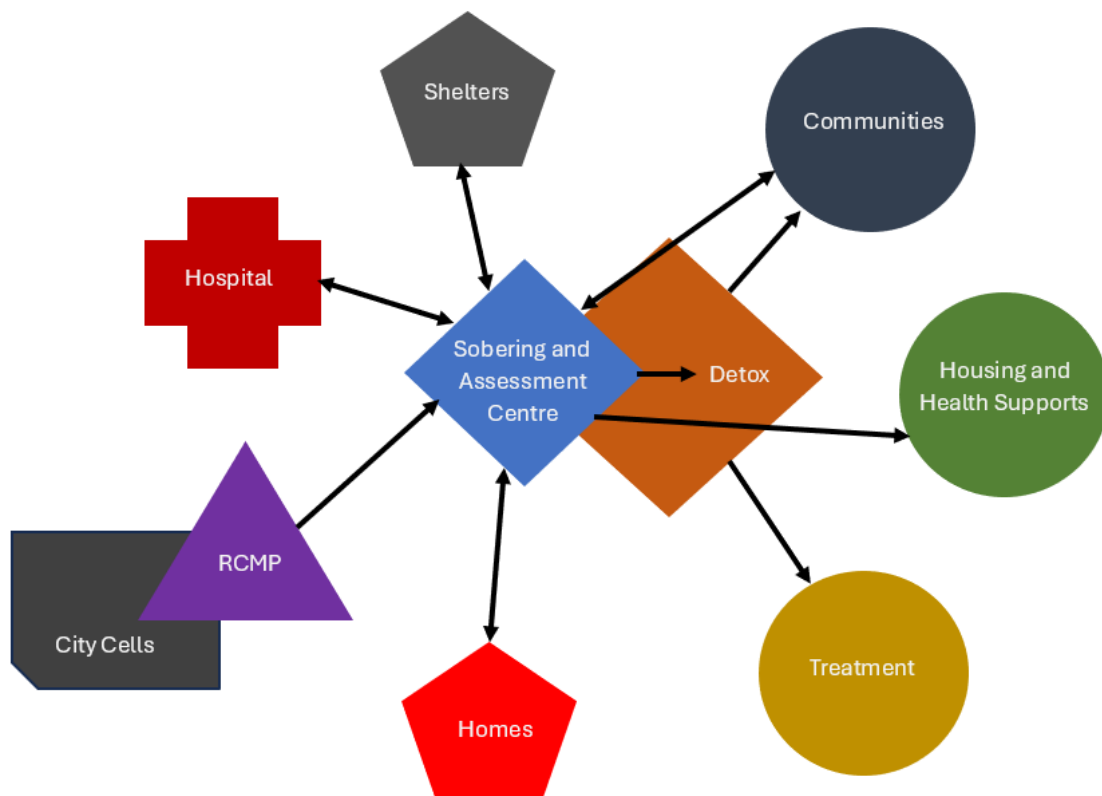 Shelters
Communities
Hospital
Sobering and
Assessment
Centre
Detox
Housing and
Health Supports
RCMP
City Cells
Treatment
Homes